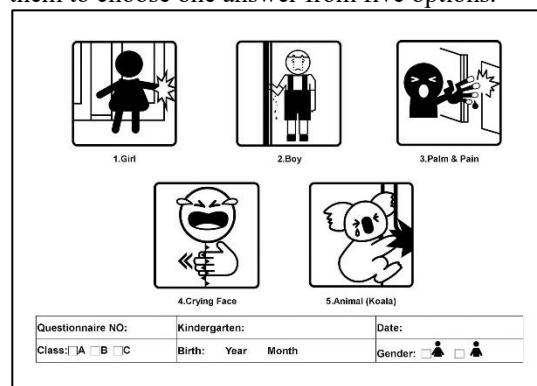 them to choose one answer from five options.
1.Girl
2.Boy
3.Palm & Pain
4.Crying Face
5.Animal (Koala)
Questionnaire NO: Kindergarten: Date:
Class:□A □B □C Birth: Year Month Gender: □ □